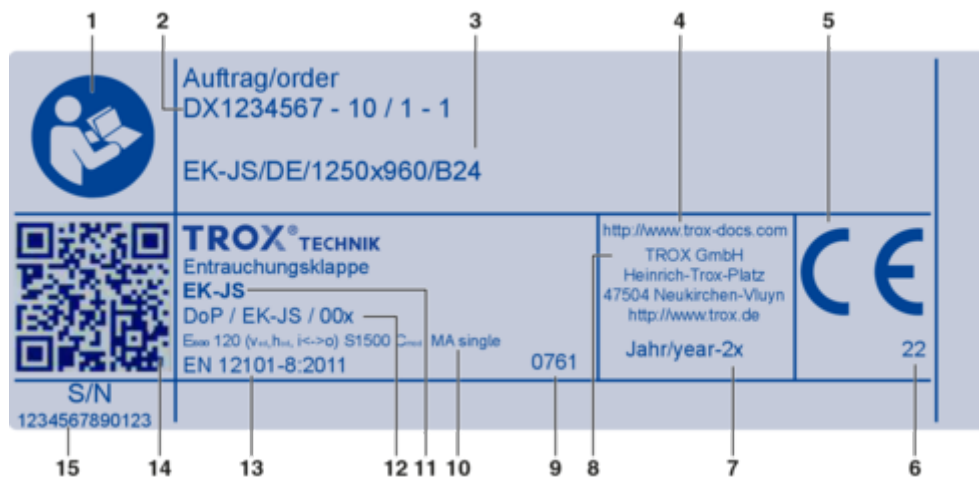 1 2 3 4 5
Auftrag/order
DX1234567 - 10 / 1 - 1
EK-JS/DE/1250x960/B24
TROX® TECHNIK
Entrauchungsklappe
EK-JS
DoP / EK-JS / 00x
120 i<->o) S1500 MA single
EN 12101-8:2011
0761
http://www.trox-docs.com
TROX GmbH
Heinrich-Trox-Platz
47504 Neukirchen-Vluyn
http://www.trox.de
Jahr/year-2x
CE
22
S/N
1234567890123
15 14 13 12 11 10 9 8 7 6